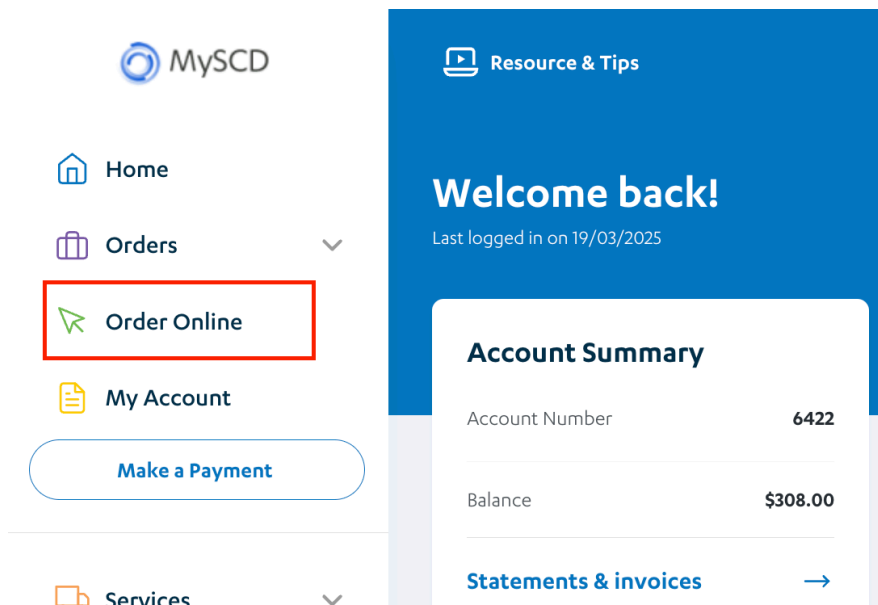 MySCD
Home
Orders
Order Online
My Account
Make a Payment
Services
Resource & Tips
Welcome back!
Last logged in on 19/03/2025
Account Summary
Account Number 6422
Balance $308.00
Statements & invoices